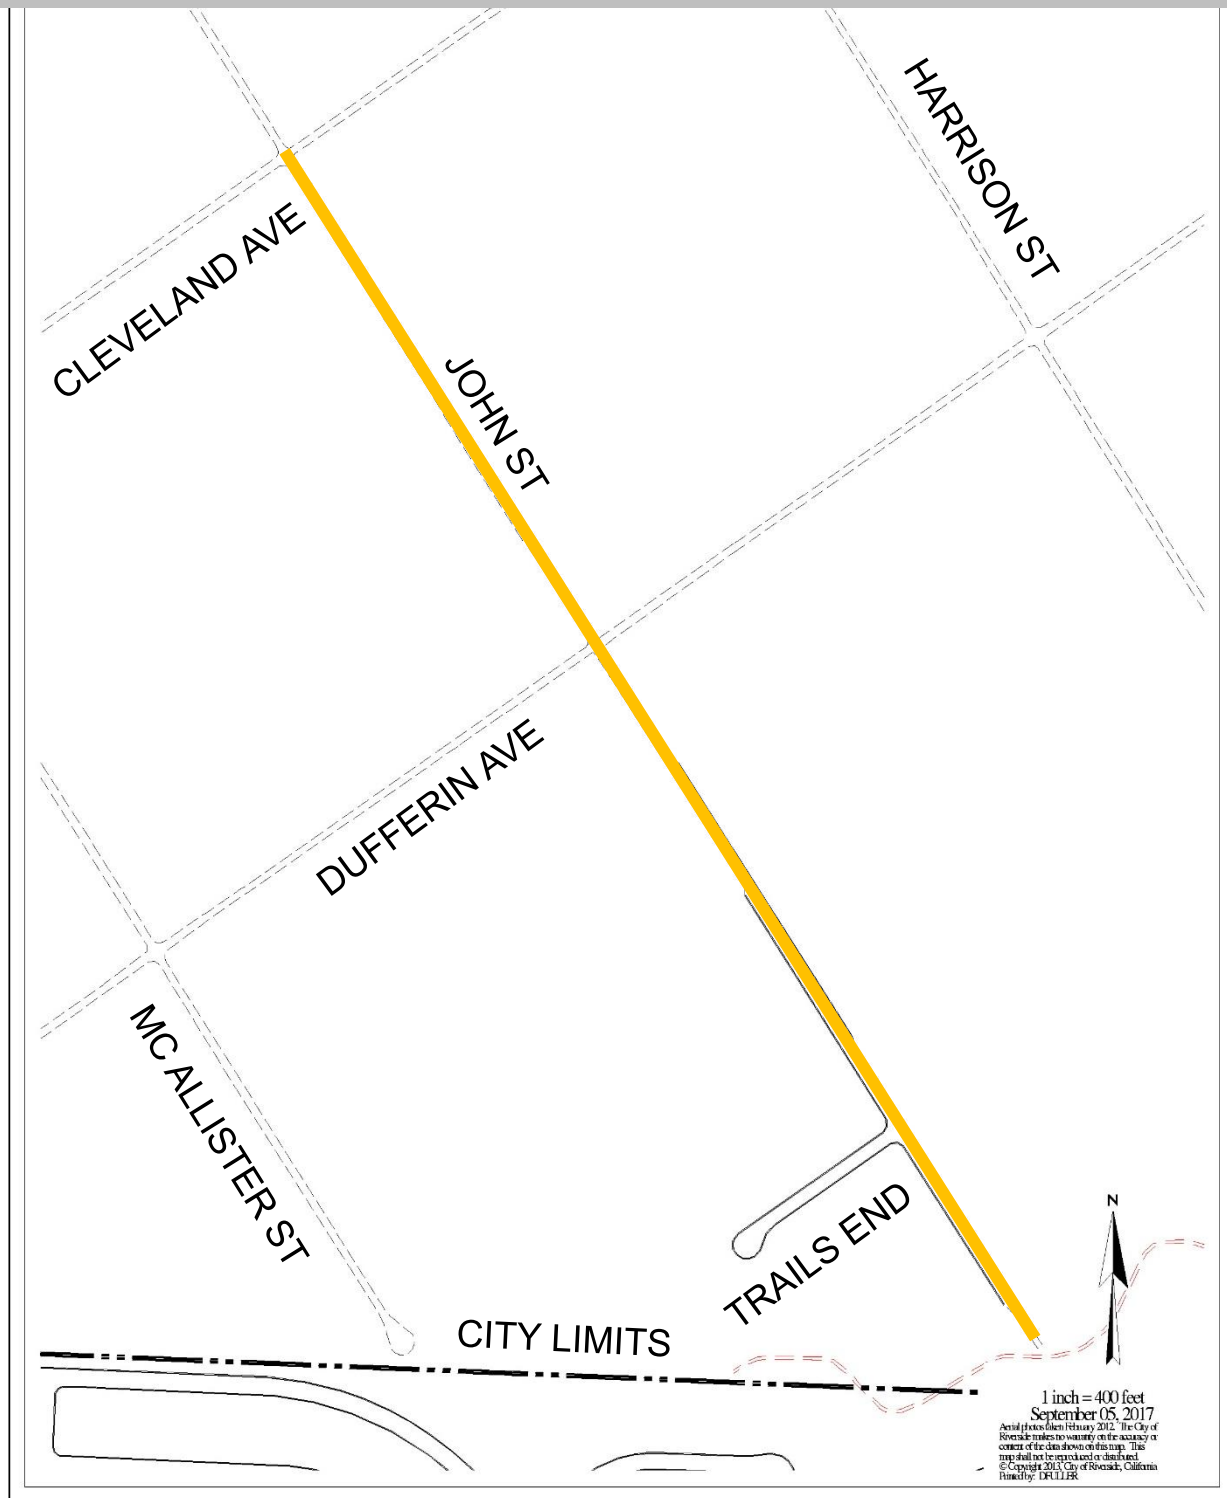 HARRISON ST
CLEVELAND AVE
JOHN ST
DUFFERIN AVE
MC ALLISTER ST
TRAILS END
N
CITY LIMITS
1 inch = 400 feet
September 05, 2017
Aerial photos taken February 2012. The City of
Riverside makes no warranty on the accuracy or
content of the data shown on this map. This
map shall not be reproduced or distributed.
© Copyright 2013, City of Riverside, California
Printed by: DFULLER